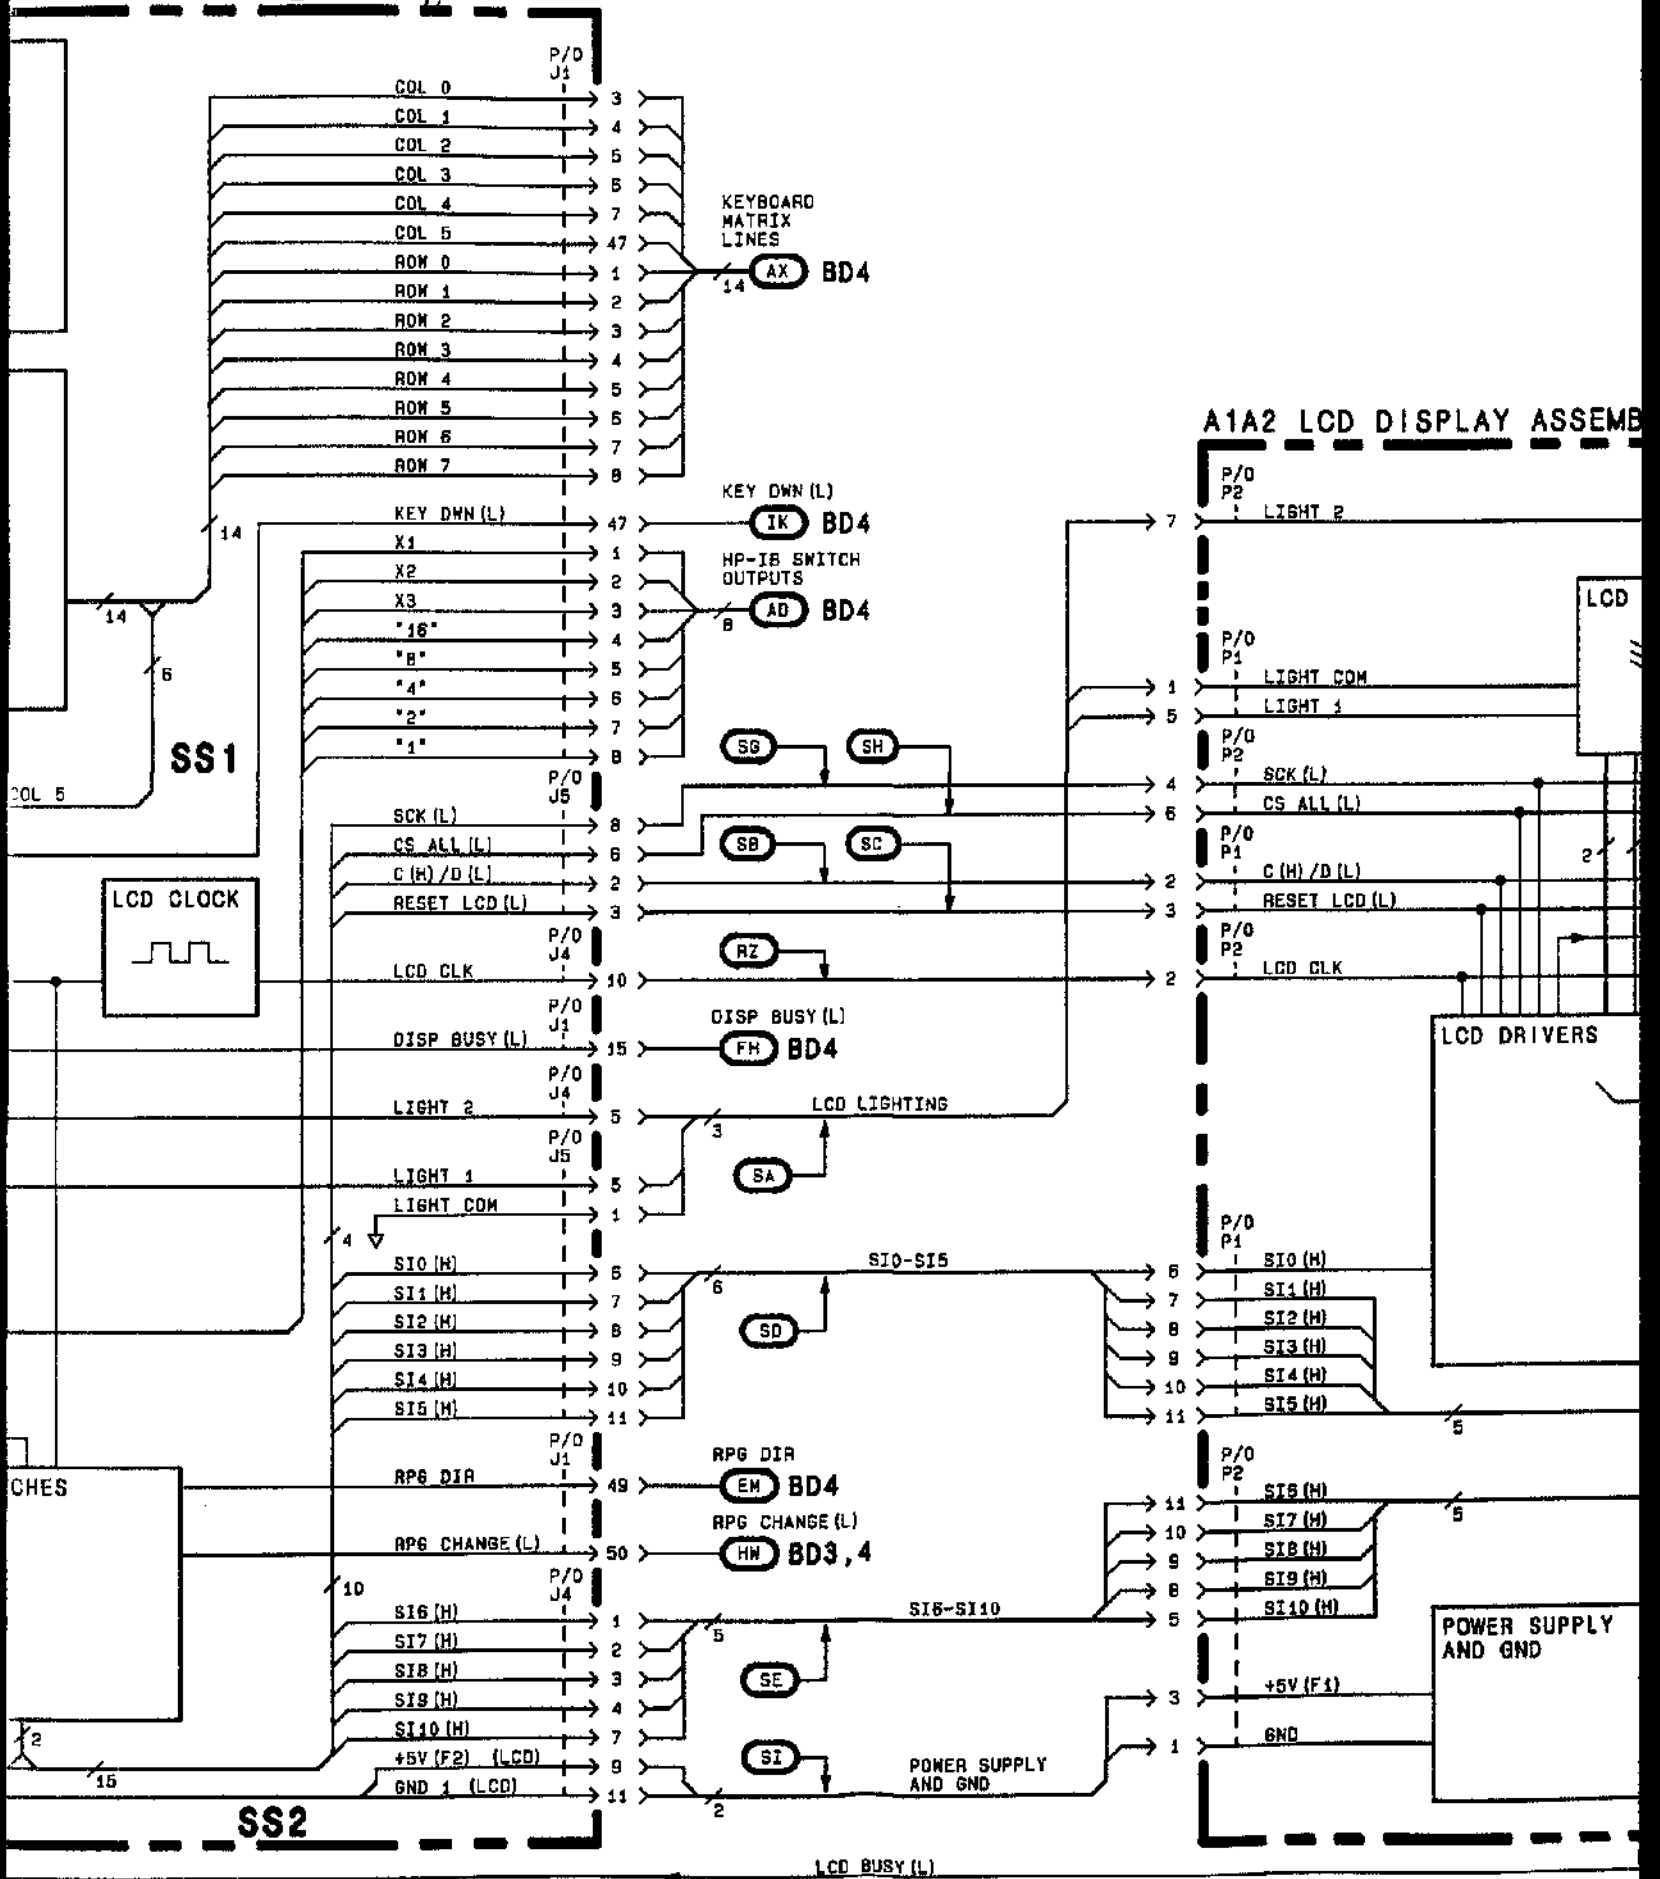 P/O
J1
COL 0
3
COL 1
4
COL 2
5
COL 3
6
COL 4
7
COL 5
47
ROW 0
1
ROW 1
2
ROW 2
3
ROW 3
4
ROW 4
5
ROW 5
6
ROW 6
7
ROW 7
8
KEYBOARD
MATRIX
LINES
14
AX
BD4
14
14
6
SS1
COL 5
KEY DWN (L)
47
KEY DWN (L)
IK
BD4
X1
1
X2
2
X3
3
"16"
4
"8"
5
"4"
6
"2"
7
"1"
8
HP-IB SWITCH
OUTPUTS
8
AD
BD4
P/O
J5
SCK (L)
8
CS ALL (L)
6
C (H) /D (L)
2
RESET LCD (L)
3
SG
SH
SB
SC
LCD CLOCK
P/O
J4
LCD CLK
10
RZ
P/O
J1
DISP BUSY (L)
15
DISP BUSY (L)
FH
BD4
P/O
J4
LIGHT 2
5
P/O
J5
LIGHT 1
5
LIGHT COM
1
3
LCD LIGHTING
SA
4
SI0 (H)
6
SI1 (H)
7
SI2 (H)
8
SI3 (H)
9
SI4 (H)
10
SI5 (H)
11
6
SI0-SI5
SD
P/O
J1
CHES
RPG DIR
49
RPG DIR
EM
BD4
RPG CHANGE (L)
50
RPG CHANGE (L)
HW
BD3,4
P/O
J4
10
SI6 (H)
1
SI7 (H)
2
SI8 (H)
3
SI9 (H)
4
SI10 (H)
7
+5V (F2) (LCD)
9
GND 1 (LCD)
11
2
15
SS2
5
SI6-SI10
SE
SI
2
POWER SUPPLY
AND GND
A1A2 LCD DISPLAY ASSEMB
P/O
P2
7
LIGHT 2
LCD
P/O
P1
1
LIGHT COM
5
LIGHT 1
P/O
P2
4
SCK (L)
6
CS ALL (L)
P/O
P1
2
2
C (H) /D (L)
3
RESET LCD (L)
P/O
P2
2
LCD CLK
LCD DRIVERS
P/O
P1
6
SI0 (H)
7
SI1 (H)
8
SI2 (H)
9
SI3 (H)
10
SI4 (H)
11
SI5 (H)
5
P/O
P2
11
SI6 (H)
10
SI7 (H)
9
SI8 (H)
8
SI9 (H)
5
SI10 (H)
5
POWER SUPPLY
AND GND
3
+5V (F1)
1
GND
LCD BUSY (L)